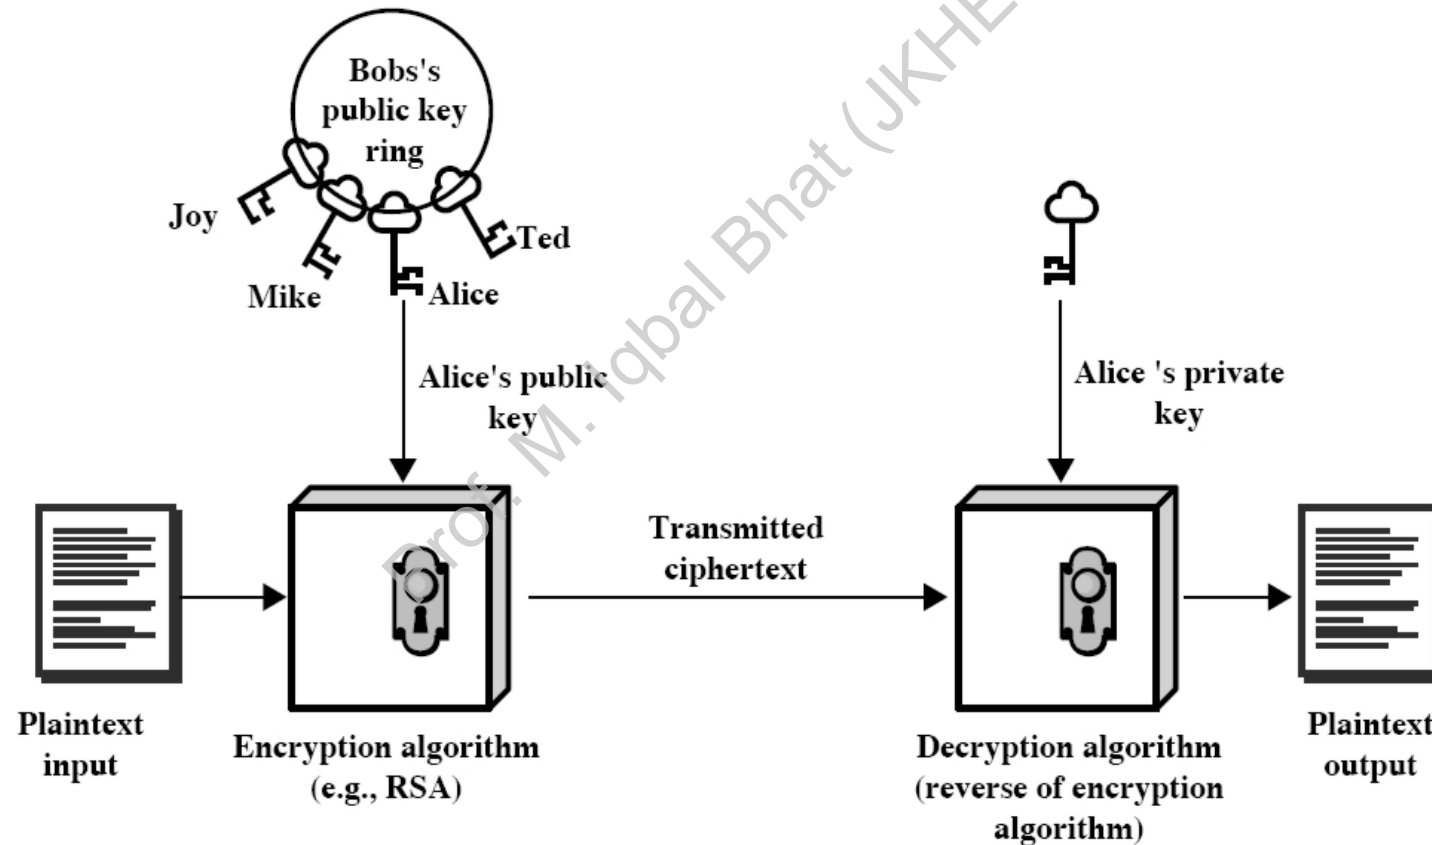 Bobs's
public key
ring
Joy
Ted
Mike
Alice
Alice's public
key
Alice 's private
key
Transmitted
ciphertext
Plaintext
input
Encryption algorithm
(e.g., RSA)
Decryption algorithm
(reverse of encryption
algorithm)
Plaintext
output
Prof. M. Iqbal Bhat (JKHE